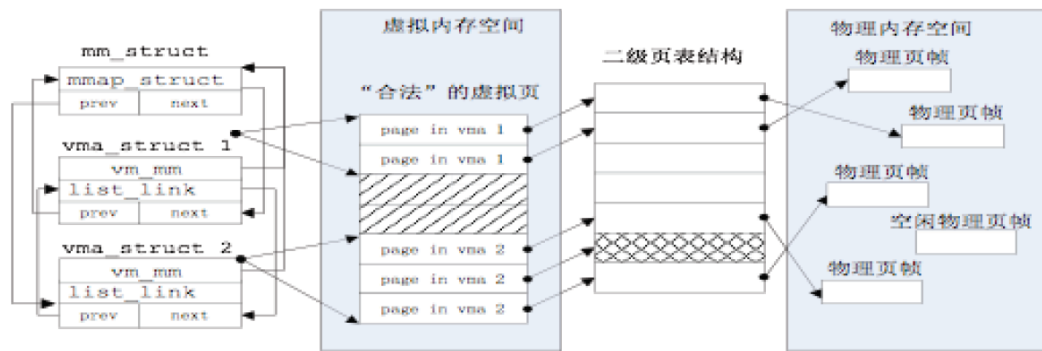 mm_struct
mmap_struct
prev next
vma_struct 1
vm_mm
list_link
prev next
vma_struct 2
vm_mm
list_link
prev next
虚拟内存空间
“合法”的虚拟页
page in vma 1
page in vma 1
page in vma 2
page in vma 2
page in vma 2
二级页表结构
物理内存空间
物理页帧
物理页帧
物理页帧
空闲物理页帧
物理页帧